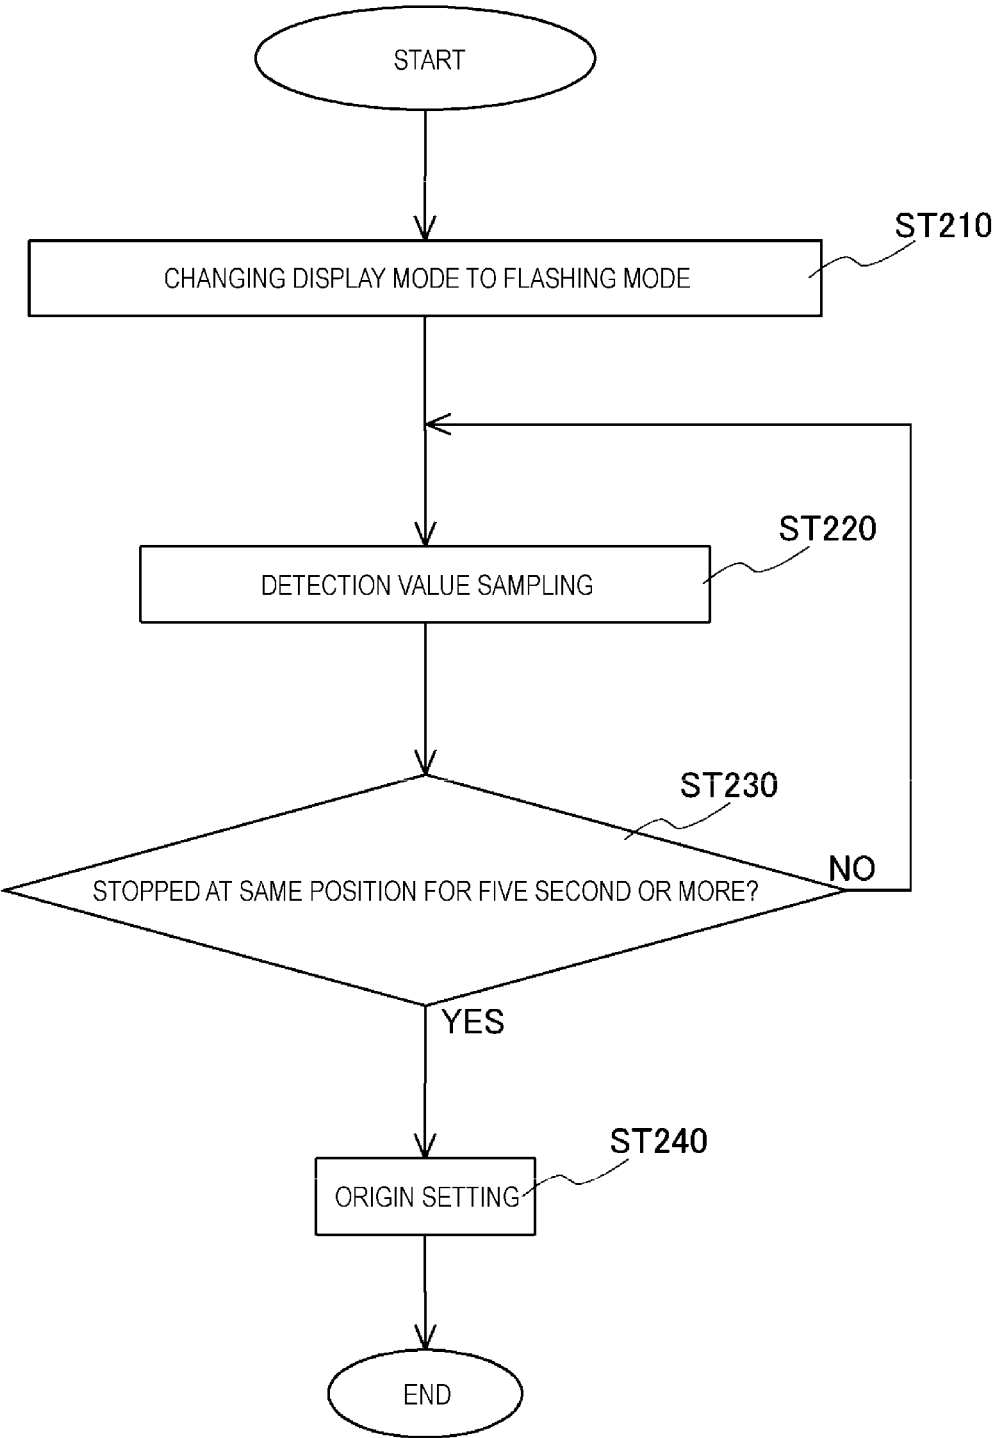 START
ST210
CHANGING DISPLAY MODE TO FLASHING MODE
ST220
DETECTION VALUE SAMPLING
ST230
STOPPED AT SAME POSITION FOR FIVE SECOND OR MORE?
NO
YES
ST240
ORIGIN SETTING
END